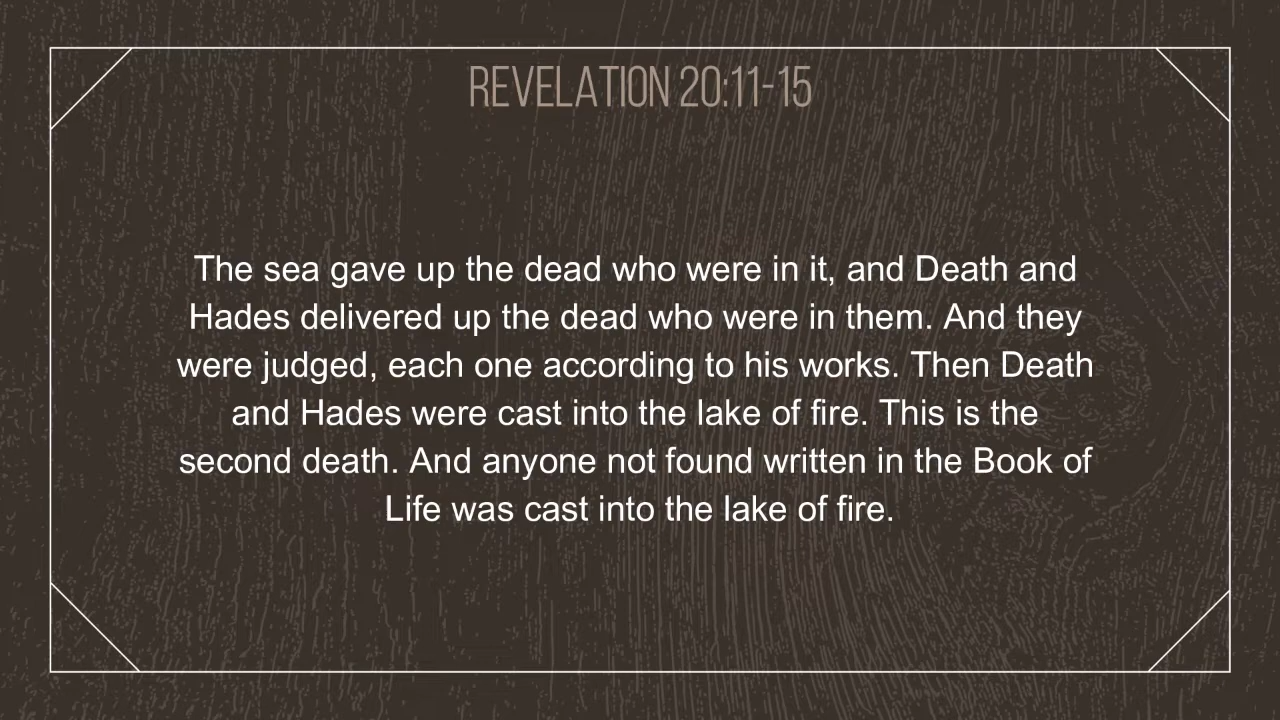 REVELATION 20:11-15
The sea gave up the dead who were in it, and Death and
Hades delivered up the dead who were in them. And they
were judged, each one according to his works. Then Death
and Hades were cast into the lake of fire. This is the
second death. And anyone not found written in the Book of
Life was cast into the lake of fire.